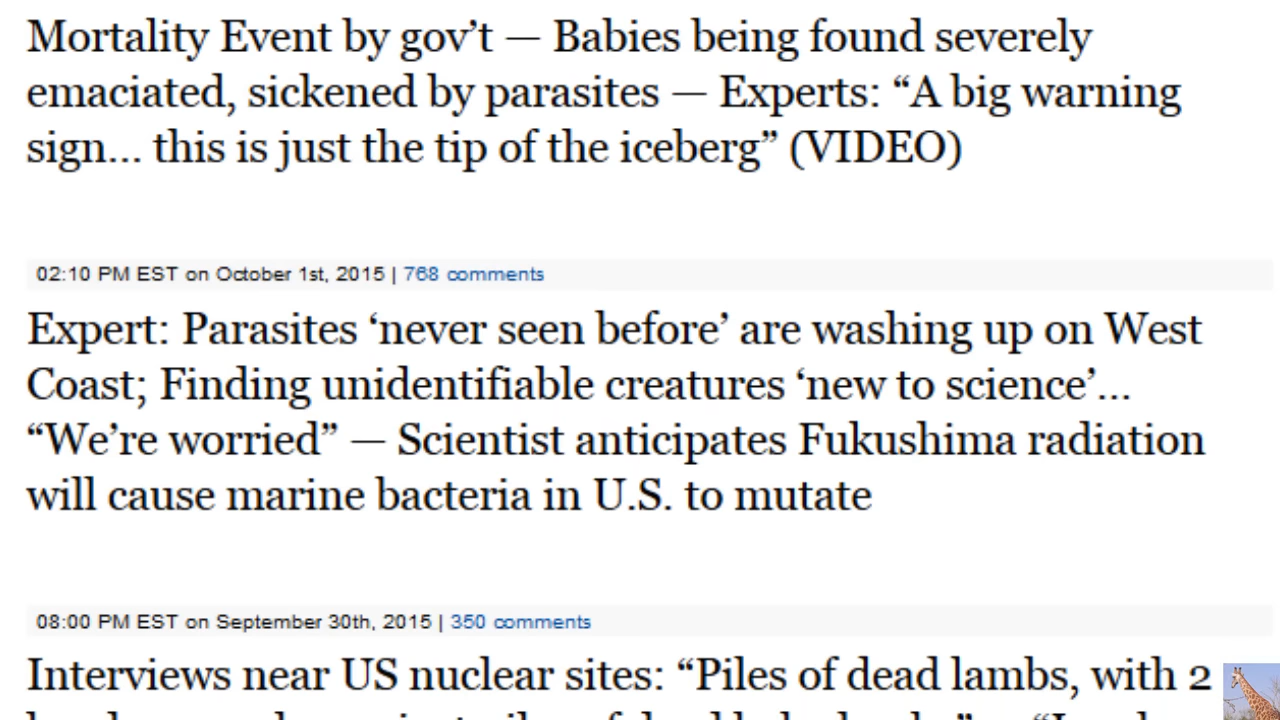 Mortality Event by gov’t — Babies being found severely
emaciated, sickened by parasites — Experts: “A big warning
sign… this is just the tip of the iceberg” (VIDEO)
02:10 PM EST on October 1st, 2015 | 768 comments
Expert: Parasites ‘never seen before’ are washing up on West
Coast; Finding unidentifiable creatures ‘new to science’…
“We’re worried” — Scientist anticipates Fukushima radiation
will cause marine bacteria in U.S. to mutate
08:00 PM EST on September 30th, 2015 | 350 comments
Interviews near US nuclear sites: “Piles of dead lambs, with 2